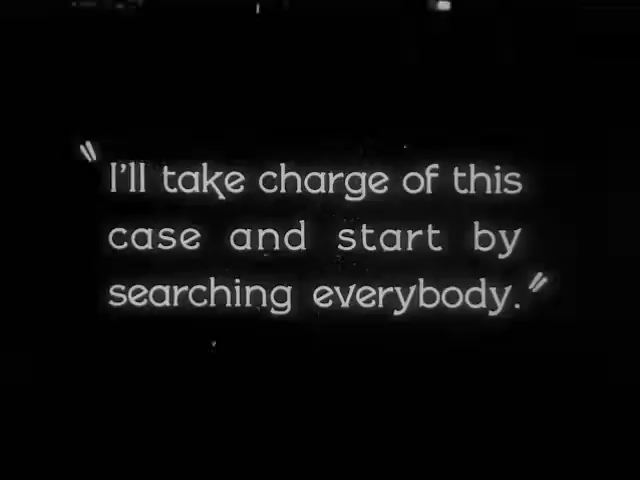 "I'll take charge of this
case and start by
searching everybody."